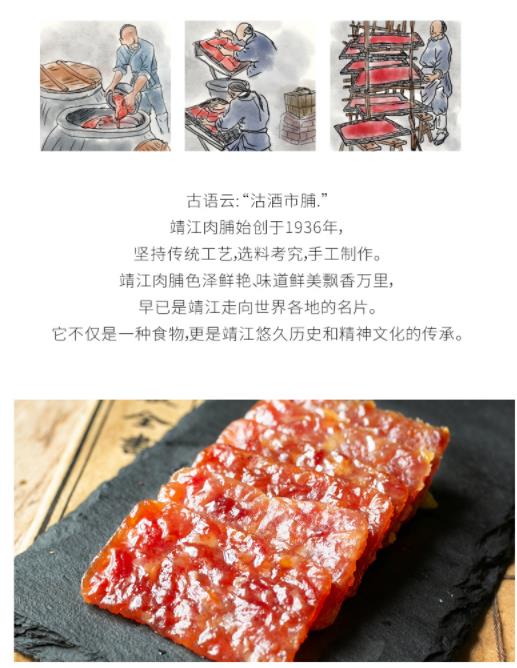 古语云:“沽酒市脯.”
靖江肉脯始创于1936年,
坚持传统工艺,选料考究,手工制作。
靖江肉脯色泽鲜艳、味道鲜美飘香万里,
早已是靖江走向世界各地的名片。
它不仅是一种食物,更是靖江悠久历史和精神文化的传承。